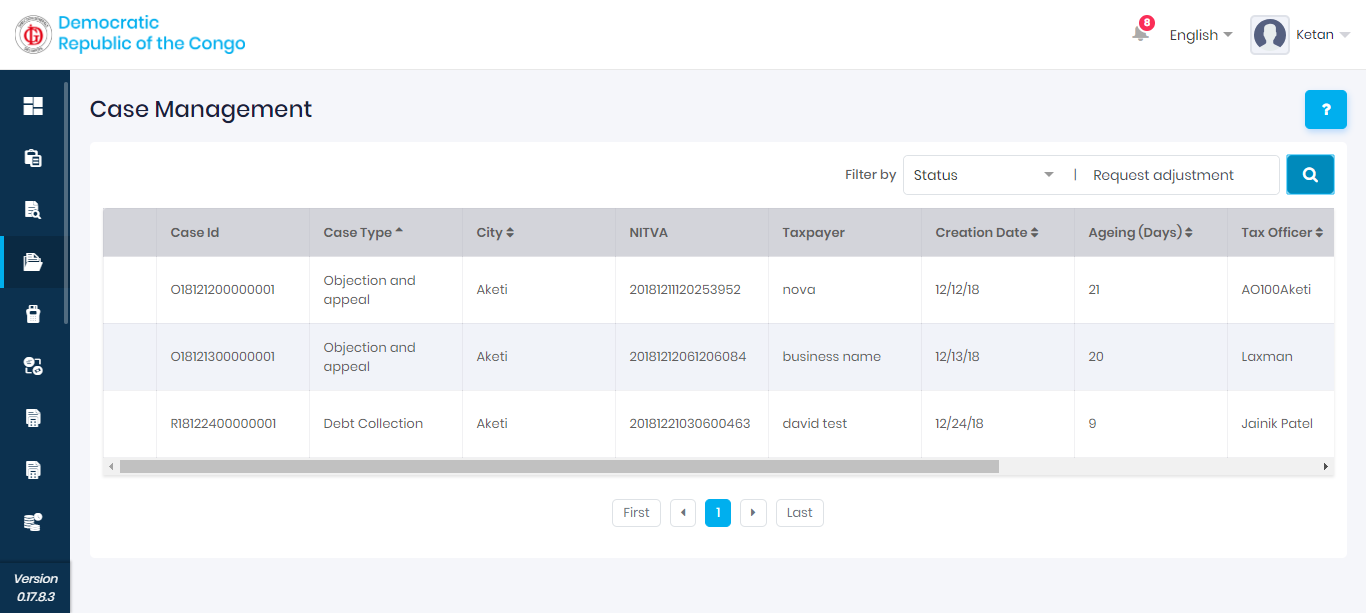 Democratic
Republic of the Congo
8
English
Ketan
Case Management
?
Filter by
Status
|
Request adjustment
Case Id
Case Type
City
NITVA
Taxpayer
Creation Date
Ageing (Days)
Tax Officer
O18121200000001
Objection and
appeal
Aketi
20181211120253952
nova
12/12/18
21
AO100Aketi
O18121300000001
Objection and
appeal
Aketi
20181212061206084
business name
12/13/18
20
Laxman
R18122400000001
Debt Collection
Aketi
20181221030600463
david test
12/24/18
9
Jainik Patel
First
1
Last
Version
0.17.8.3